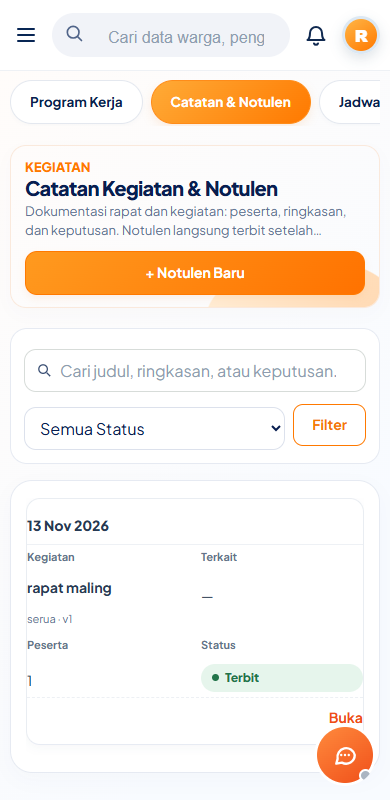 Cari data warga, peng
R
Program Kerja
Catatan & Notulen
Jadwa
KEGIATAN
Catatan Kegiatan & Notulen
Dokumentasi rapat dan kegiatan: peserta, ringkasan,
dan keputusan. Notulen langsung terbit setelah...
+ Notulen Baru
Cari judul, ringkasan, atau keputusan.
Semua Status
Filter
13 Nov 2026
Kegiatan
Terkait
rapat maling
—
serua · v1
Peserta
Status
1
Terbit
Buka